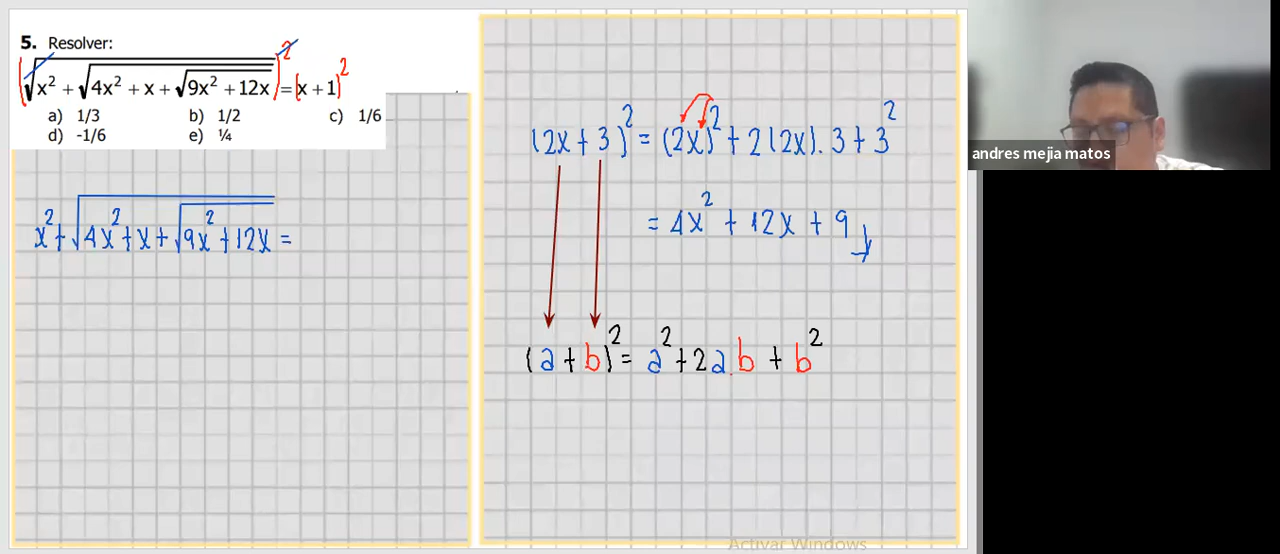 5. Resolver:
(√(x² + √(4x² + x + √(9x² + 12x))))² = (x + 1)²
a) 1/3 b) 1/2 c) 1/6
d) -1/6 e) ¼
x² + √(4x² + x + √(9x² + 12x)) =
(2x + 3)² = (2x)² + 2(2x).3 + 3²
= 4x² + 12x + 9
(a + b)² = a² + 2a.b + b²
andres mejia matos
Activar Windows